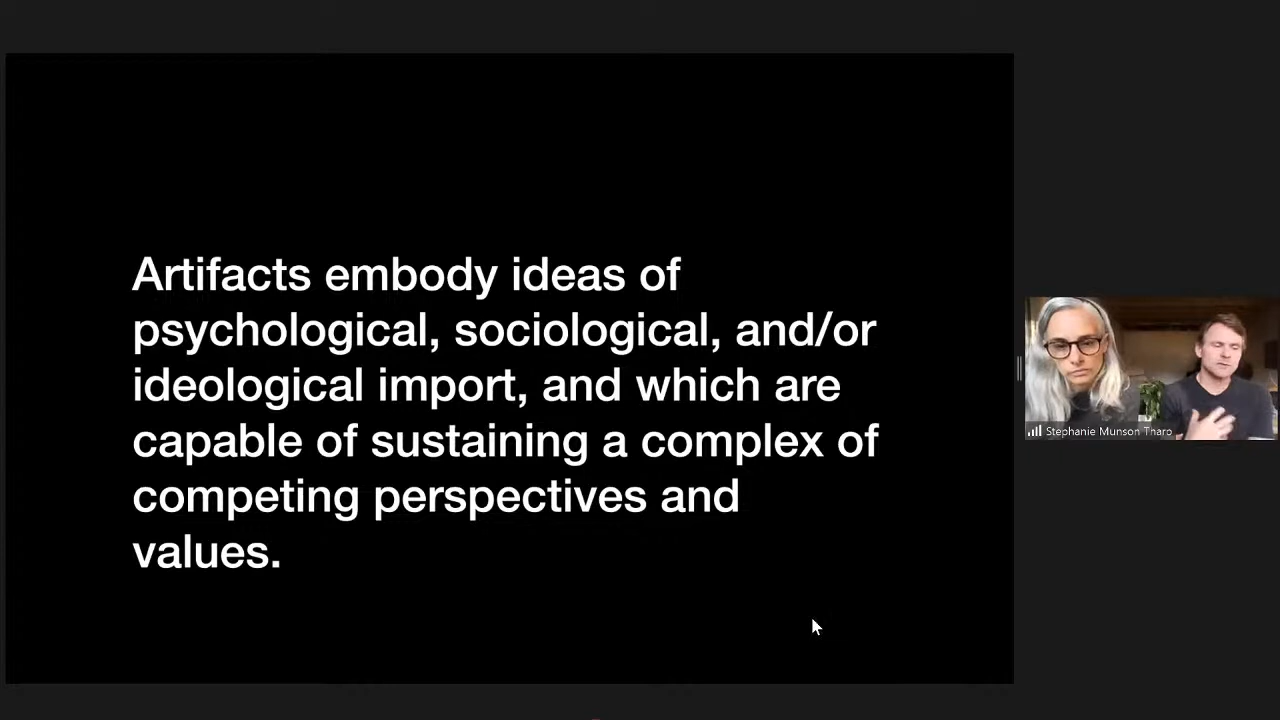 Artifacts embody ideas of
psychological, sociological, and/or
ideological import, and which are
capable of sustaining a complex of
competing perspectives and
values.
Stephanie Munson Tharp